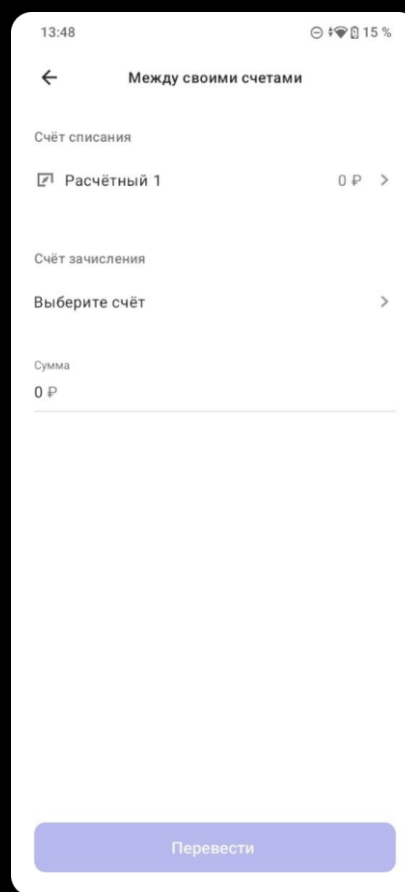 13:48
15 %
Между своими счетами
Счёт списания
Расчётный 1
0 ₽
Счёт зачисления
Выберите счёт
Сумма
0 ₽
Перевести